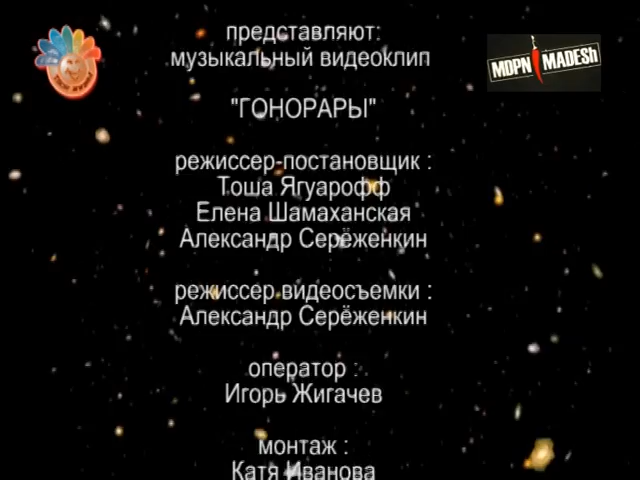 представляют:
музыкальный видеоклип
"ГОНОРАРЫ"
режиссер-постановщик :
Тоша Ягуарофф
Елена Шамаханская
Александр Серёженкин
режиссер видеосъемки :
Александр Серёженкин
оператор :
Игорь Жигачев
монтаж :
Катя Иванова
MDPN MADESh